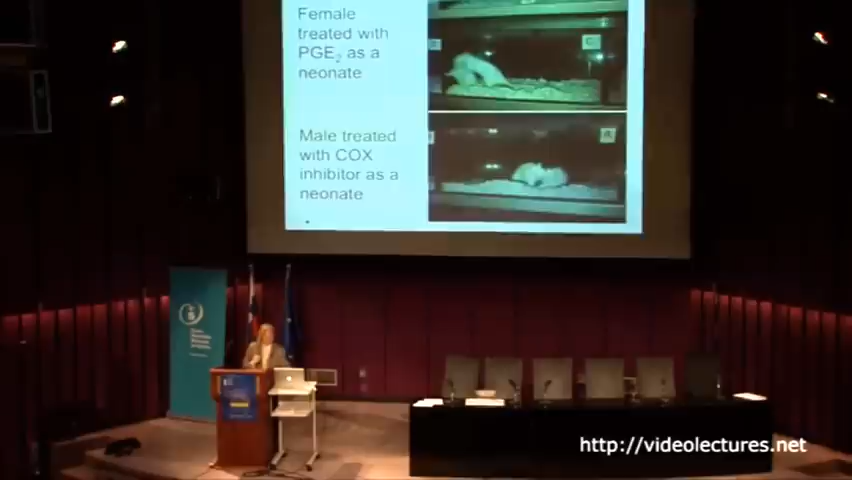 Female
treated with
PGE₂ as a
neonate
Male treated
with COX
inhibitor as a
neonate
http://videolectures.net